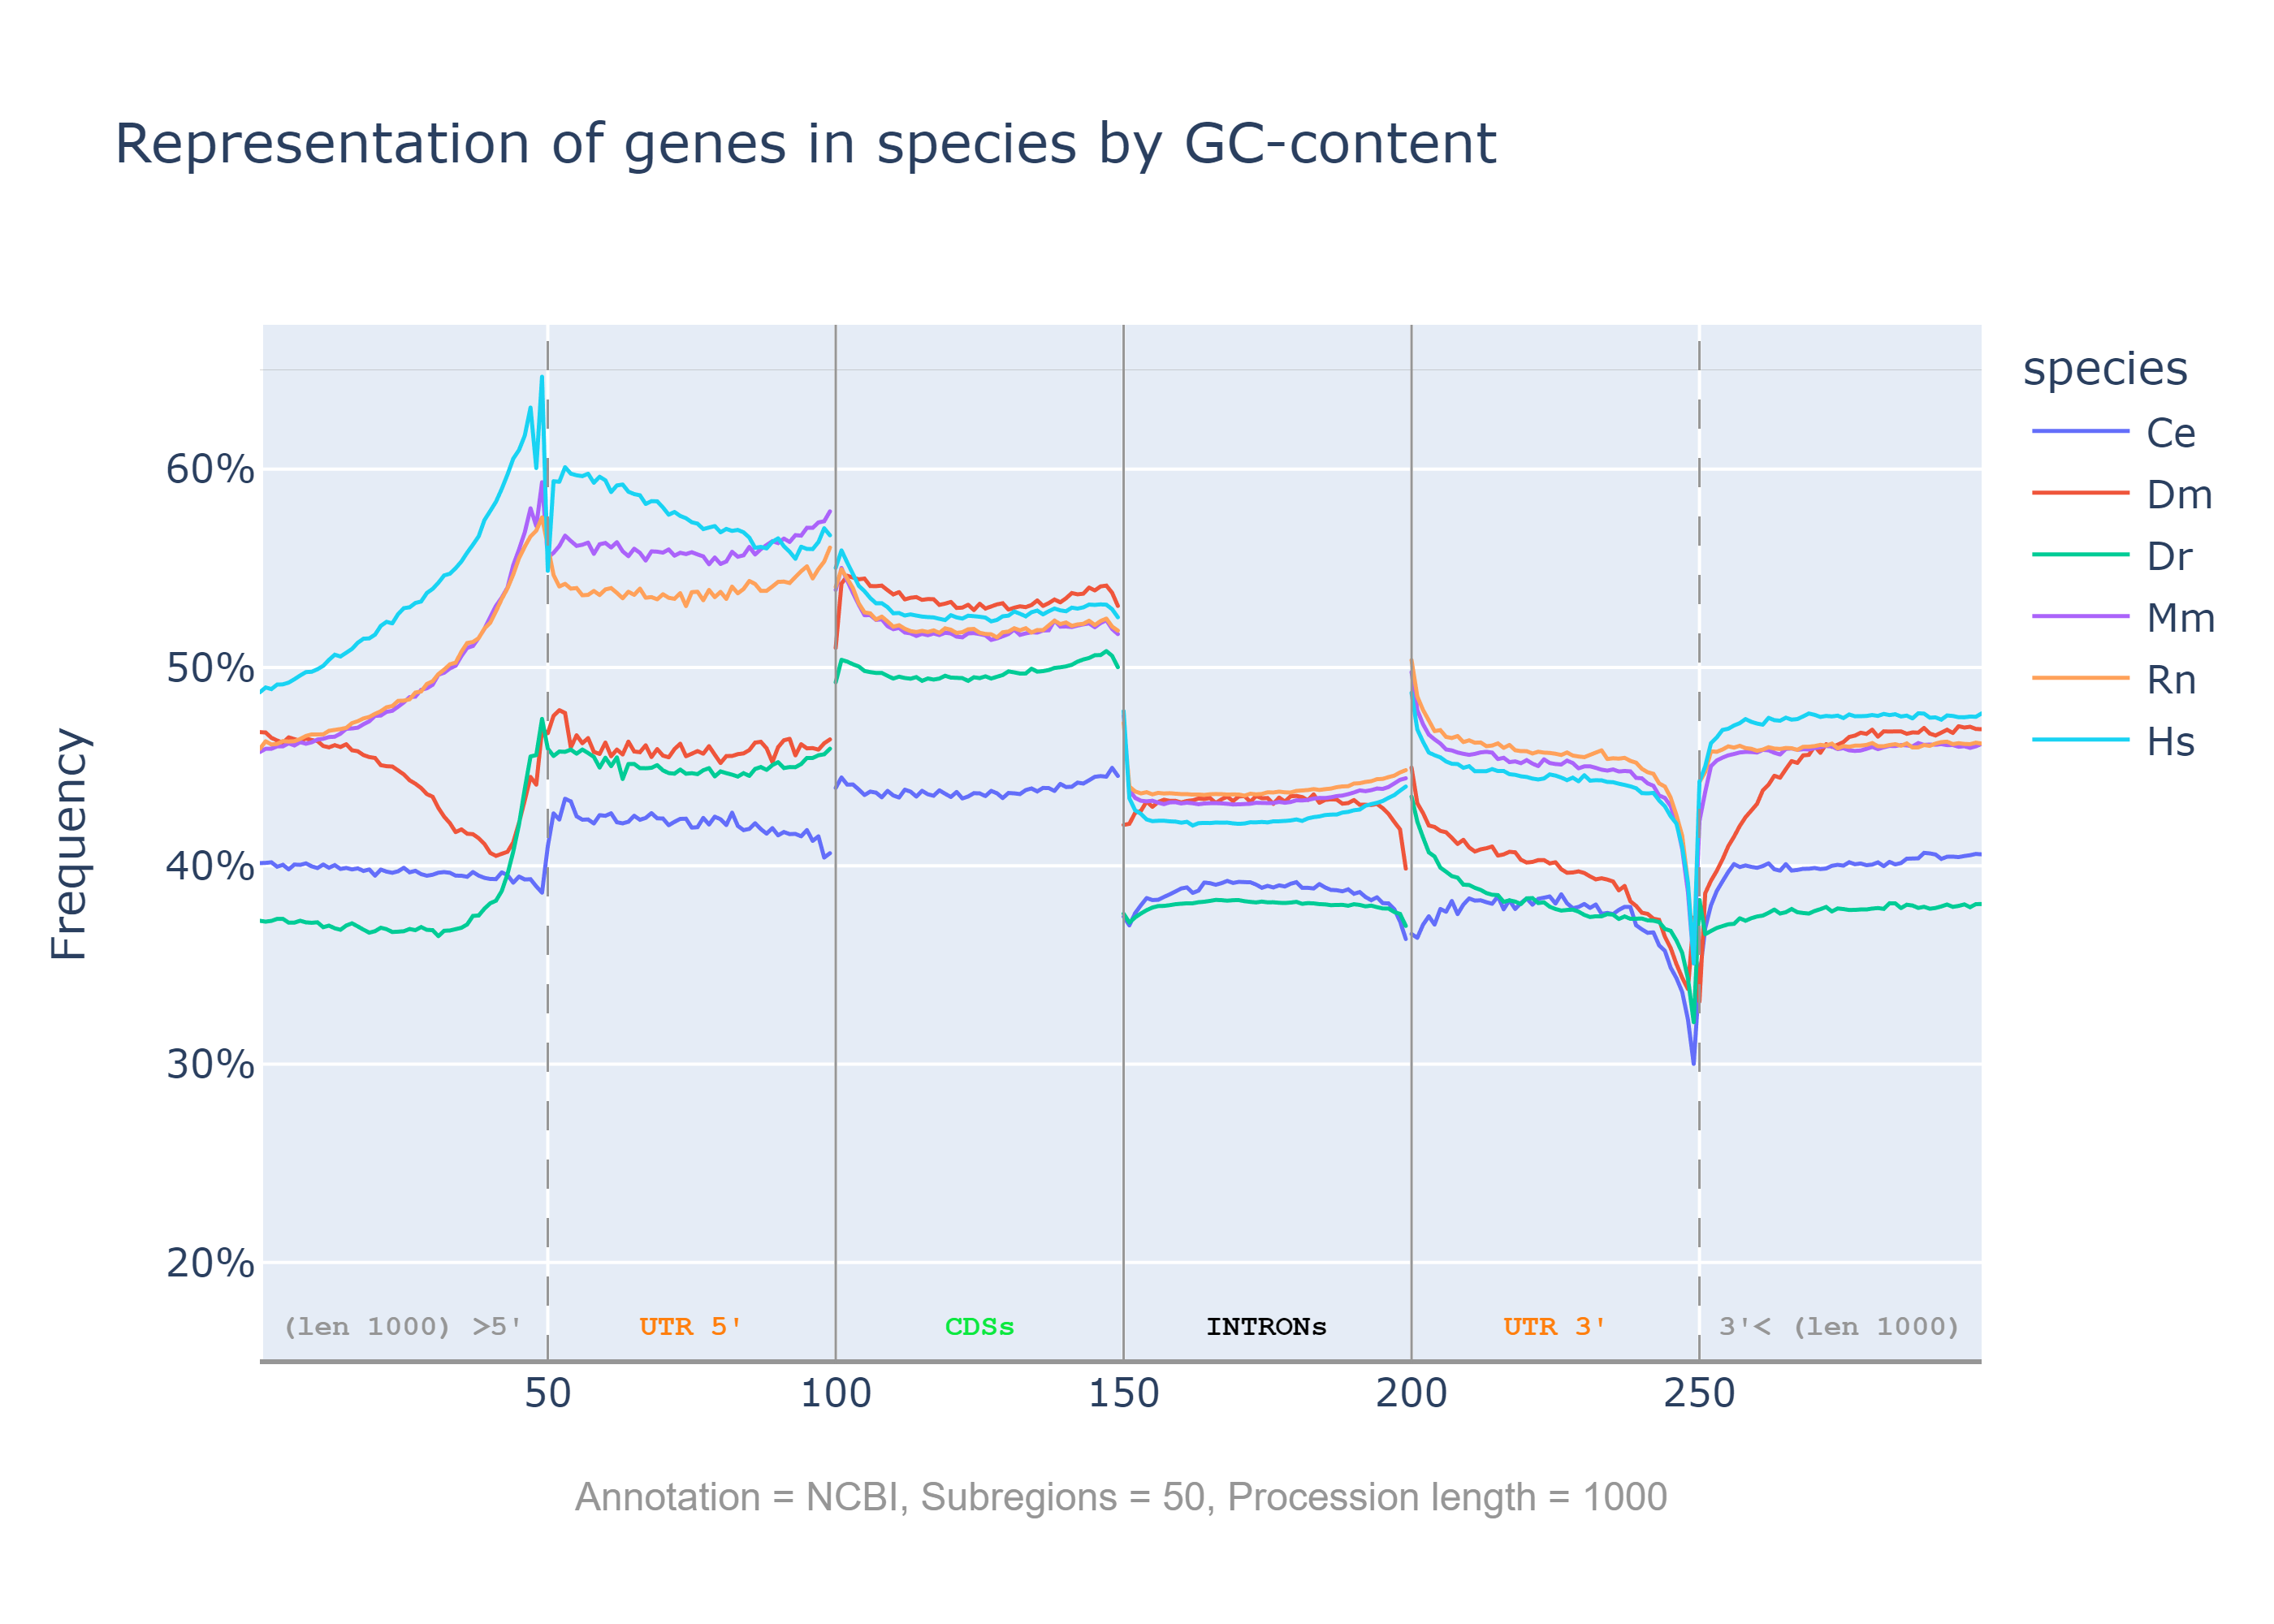 Representation of genes in species by GC-content
species
Ce
Dm
Dr
Mm
Rn
Hs
Frequency
60%
50%
40%
30%
20%
(len 1000) >5' UTR 5' CDSs INTRONs UTR 3' 3'< (len 1000)
50 100 150 200 250
Annotation = NCBI, Subregions = 50, Procession length = 1000